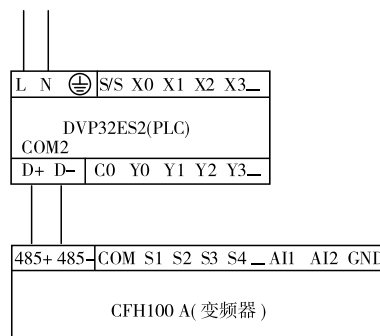 L N S/S X0 X1 X2 X3
DVP32ES2(PLC)
COM2
D+ D- C0 Y0 Y1 Y2 Y3
485+ 485- COM S1 S2 S3 S4 AI1 AI2 GND
CFH100 A(变频器)